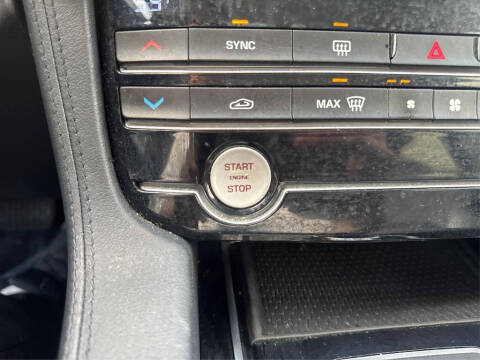 SYNC
MAX
START
ENGINE
STOP